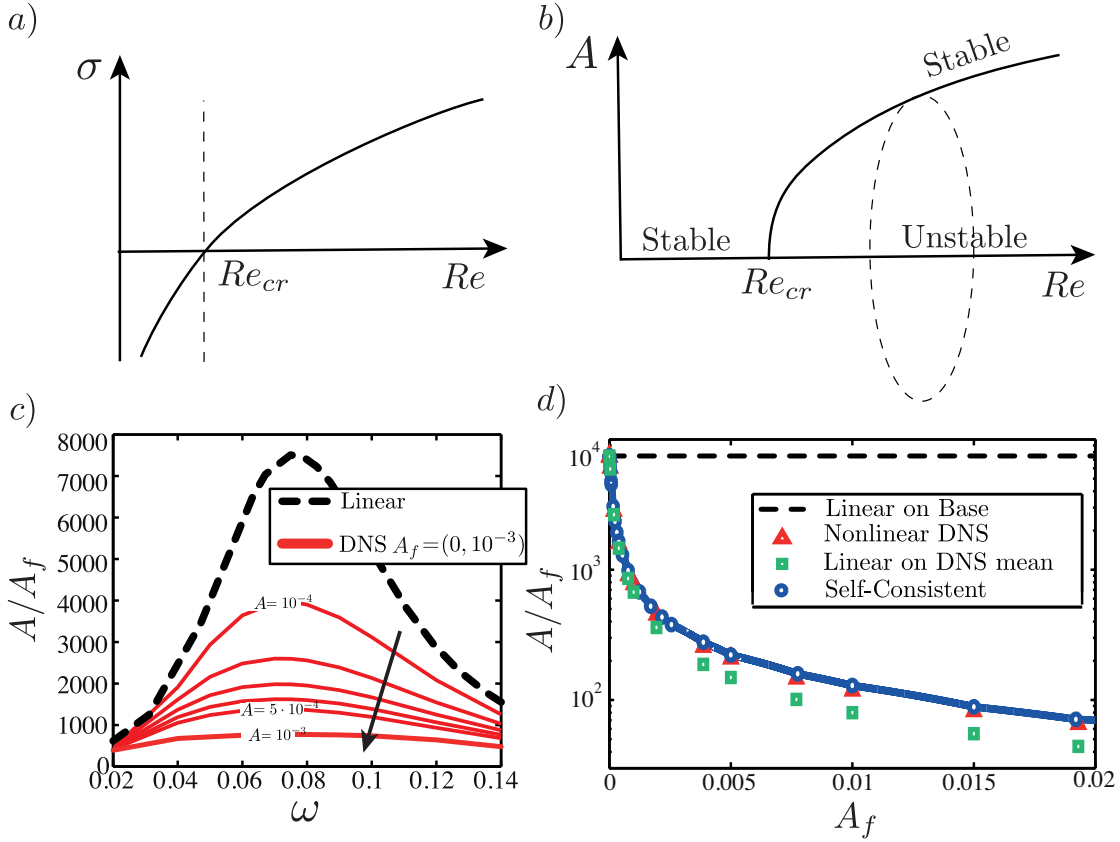 a)
σ
Re_cr
Re
b)
A
Stable
Stable
Unstable
Re_cr
Re
c)
A/A_f
8000
7000
6000
5000
4000
3000
2000
1000
0
Linear
DNS A_f=(0, 10^-3)
A=10^-4
A=5·10^-4
A=10^-3
0.02 0.04 0.06 0.08 0.1 0.12 0.14
ω
d)
A/A_f
10^4
10^3
10^2
Linear on Base
Nonlinear DNS
Linear on DNS mean
Self-Consistent
0 0.005 0.01 0.015 0.02
A_f